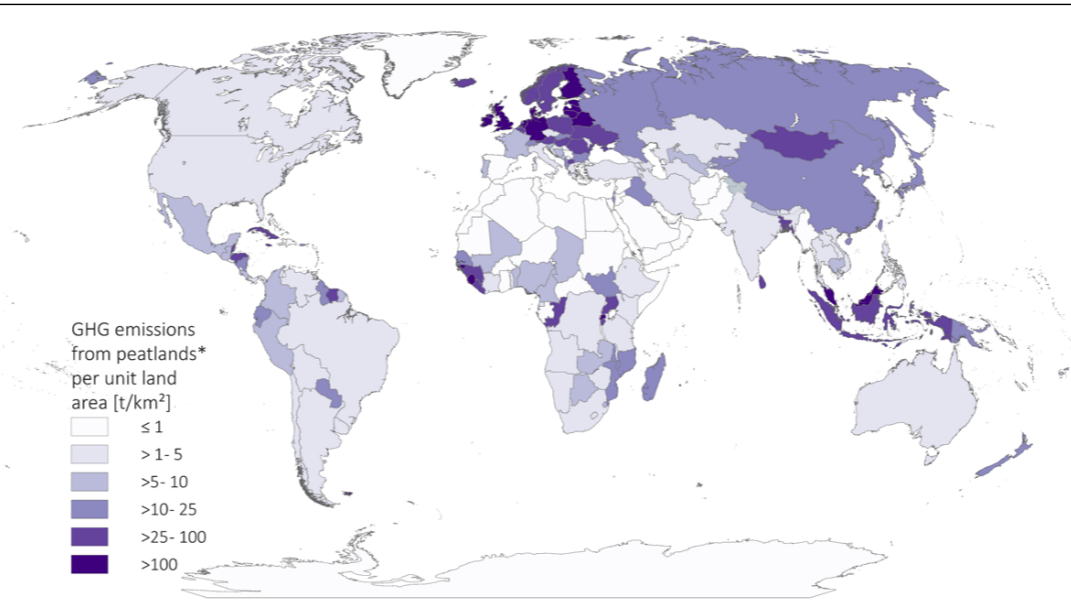 GHG emissions
from peatlands*
per unit land
area [t/km²]
≤ 1
> 1- 5
>5- 10
>10- 25
>25- 100
>100